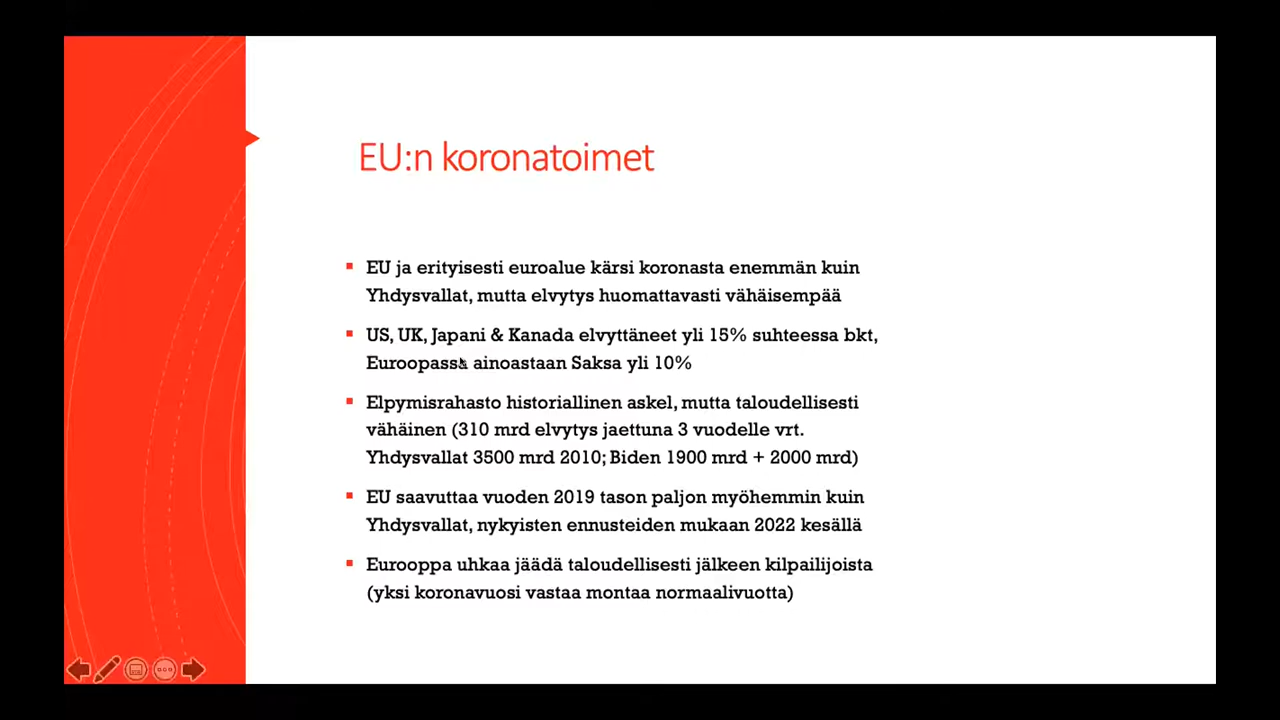 EU:n koronatoimet
EU ja erityisesti euroalue kärsi koronasta enemmän kuin
Yhdysvallat, mutta elvytys huomattavasti vähäisempää
US, UK, Japani & Kanada elvyttäneet yli 15% suhteessa bkt,
Euroopassa ainoastaan Saksa yli 10%
Elpymisrahasto historiallinen askel, mutta taloudellisesti
vähäinen (310 mrd elvytys jaettuna 3 vuodelle vrt.
Yhdysvallat 3500 mrd 2010; Biden 1900 mrd + 2000 mrd)
EU saavuttaa vuoden 2019 tason paljon myöhemmin kuin
Yhdysvallat, nykyisten ennusteiden mukaan 2022 kesällä
Eurooppa uhkaa jäädä taloudellisesti jälkeen kilpailijoista
(yksi koronavuosi vastaa montaa normaalivuotta)